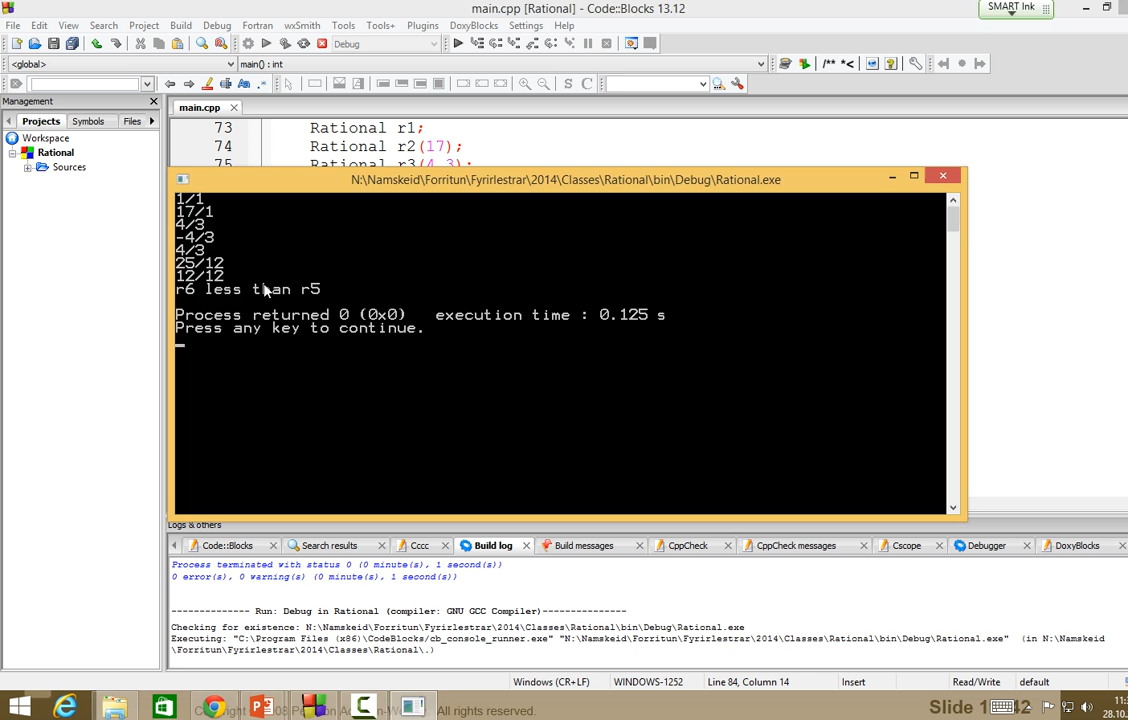 main.cpp [Rational] - Code::Blocks 13.12
SMART Ink
File Edit View Search Project Build Debug Fortran wxSmith Tools Tools+ Plugins DoxyBlocks Settings Help
Debug
<global> main() : int
/** *<
S C
Management
main.cpp
Projects Symbols Files
Workspace
Rational
Sources
73 Rational r1;
74 Rational r2(17);
75 Rational r3(4,3);
N:\Namskeid\Forritun\Fyrirlestrar\2014\Classes\Rational\bin\Debug\Rational.exe
1/1
17/1
4/3
-4/3
4/3
25/12
12/12
r6 less than r5
Process returned 0 (0x0)   execution time : 0.125 s
Press any key to continue.
Logs & others
Code::Blocks Search results Cccc Build log Build messages CppCheck CppCheck messages Cscope Debugger DoxyBlocks
Process terminated with status 0 (0 minute(s), 1 second(s))
0 error(s), 0 warning(s) (0 minute(s), 1 second(s))
-------------- Run: Debug in Rational (compiler: GNU GCC Compiler)---------------
Checking for existence: N:\Namskeid\Forritun\Fyrirlestrar\2014\Classes\Rational\bin\Debug\Rational.exe
Executing: "C:\Program Files (x86)\CodeBlocks/cb_console_runner.exe" "N:\Namskeid\Forritun\Fyrirlestrar\2014\Classes\Rational\bin\Debug\Rational.exe"  (in N:\Namskeid
\Forritun\Fyrirlestrar\2014\Classes\Rational\.)
Windows (CR+LF) WINDOWS-1252 Line 84, Column 14 Insert Read/Write default
All rights reserved.
Slide
28.10.